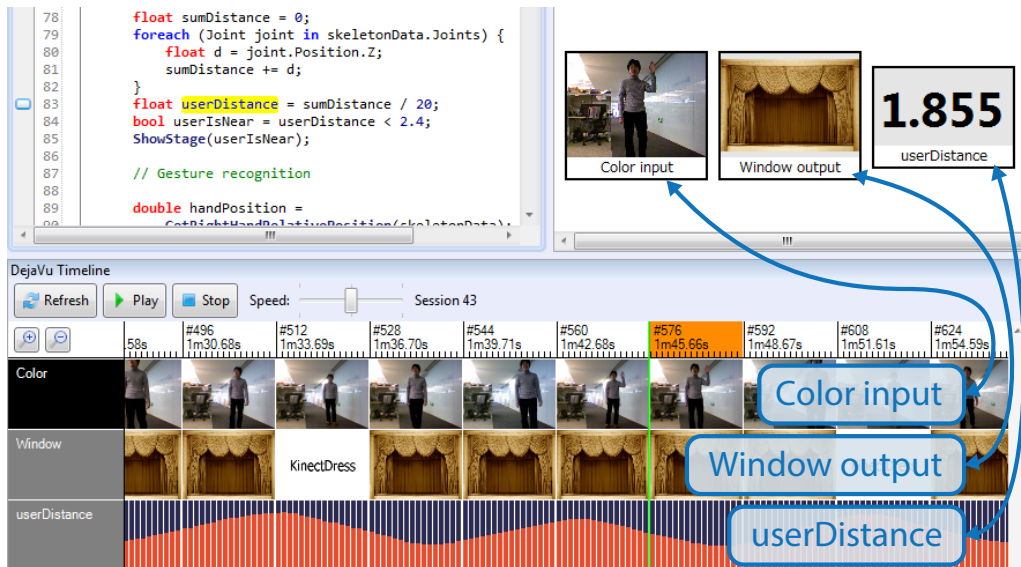 78 float sumDistance = 0;
79 foreach (Joint joint in skeletonData.Joints) {
80 float d = joint.Position.Z;
81 sumDistance += d;
82 }
83 float userDistance = sumDistance / 20;
84 bool userIsNear = userDistance < 2.4;
85 ShowStage(userIsNear);
86
87 // Gesture recognition
88
89 double handPosition =
90 GetRightHandRelativePosition(skeletonData);
Color input
Window output
1.855
userDistance
DejaVu Timeline
Refresh
Play
Stop
Speed:
Session 43
.58s
#496
1m30.68s
#512
1m33.69s
#528
1m36.70s
#544
1m39.71s
#560
1m42.68s
#576
1m45.66s
#592
1m48.67s
#608
1m51.61s
#624
1m54.59s
Color
Color input
Window
KinectDress
Window output
userDistance
userDistance